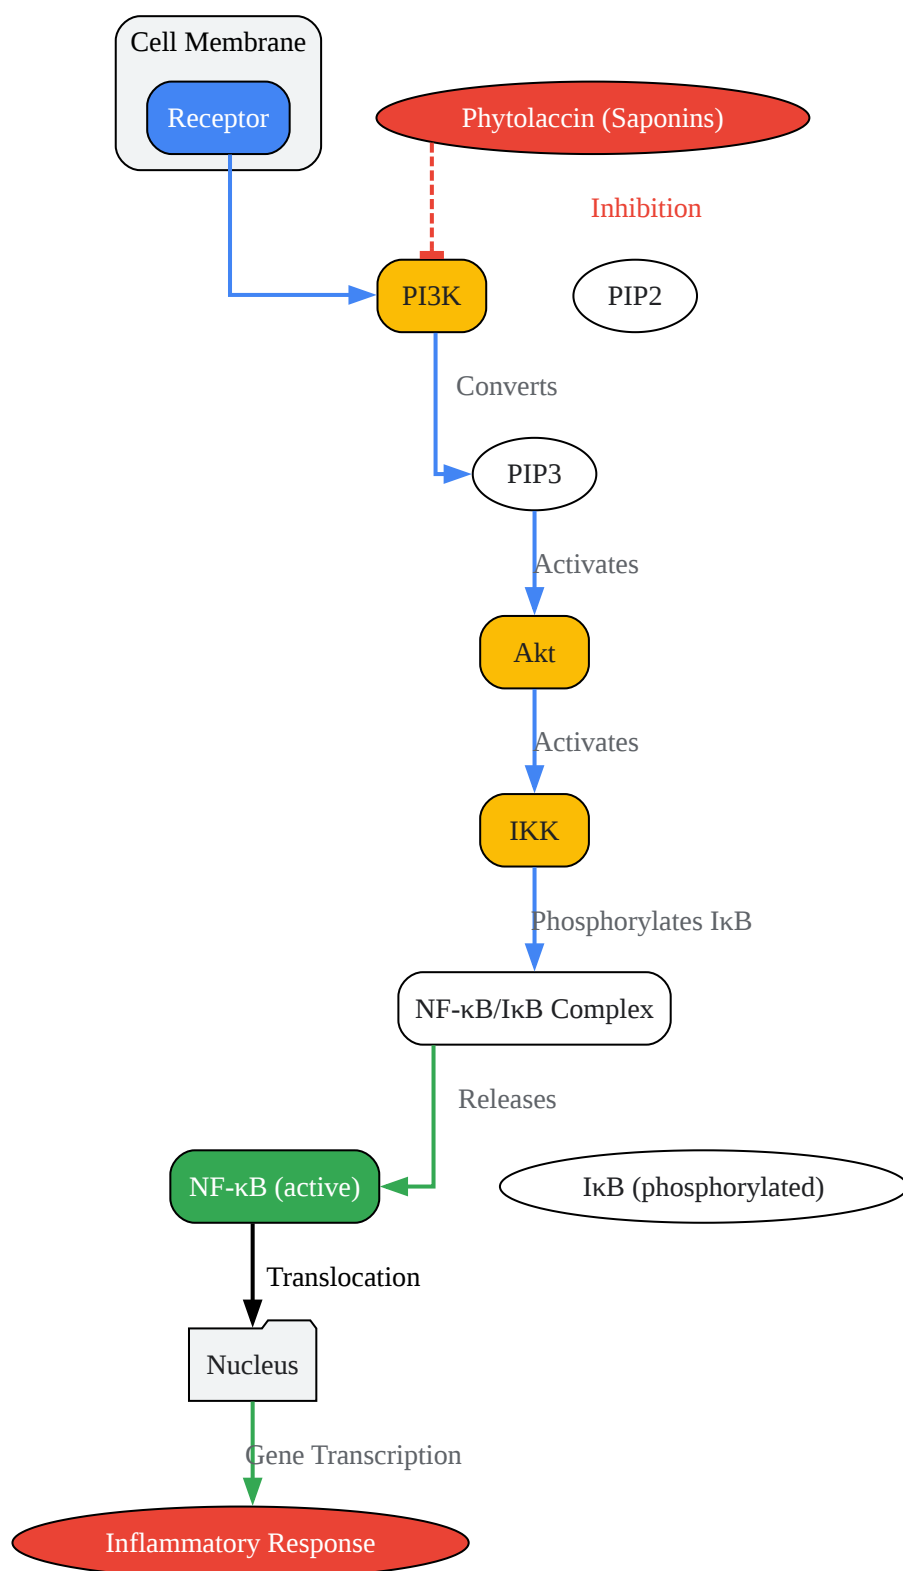 Cell Membrane
Receptor
Phytolaccin (Saponins)
Inhibition
PI3K
PIP2
Converts
PIP3
Activates
Akt
Activates
IKK
Phosphorylates IκB
NF-κB/IκB Complex
Releases
NF-κB (active)
IκB (phosphorylated)
Translocation
Nucleus
Gene Transcription
Inflammatory Response